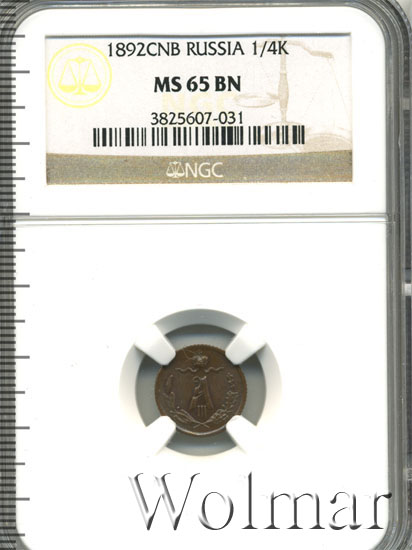 1892CNB RUSSIA 1/4K
MS 65 BN
3825607-031
NGC
Wolmar